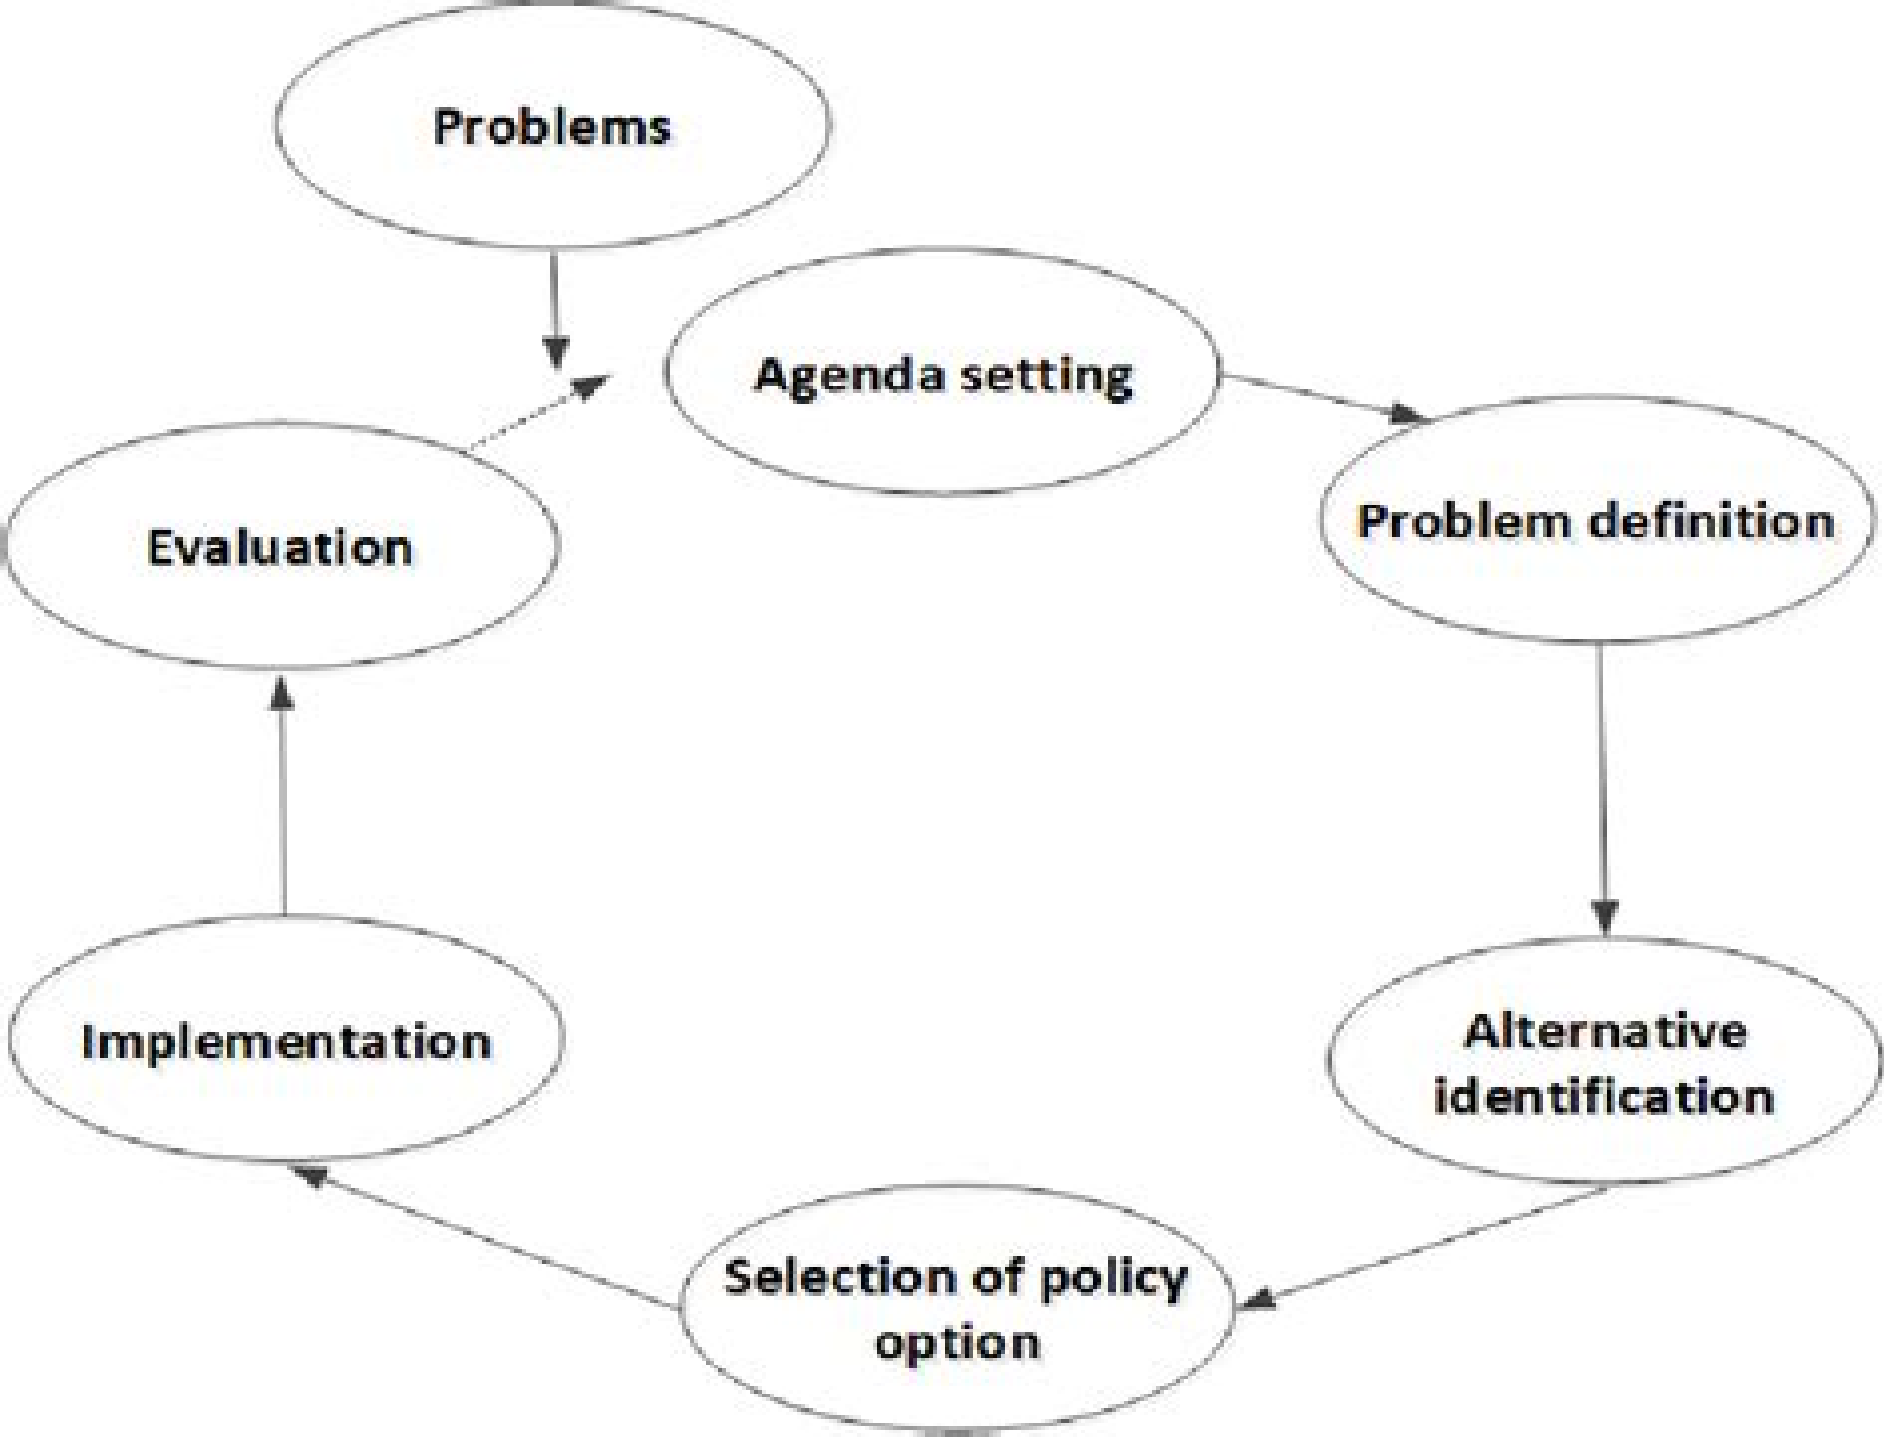 Problems
Agenda setting
Problem definition
Evaluation
Alternative
identification
Implementation
Selection of policy
option